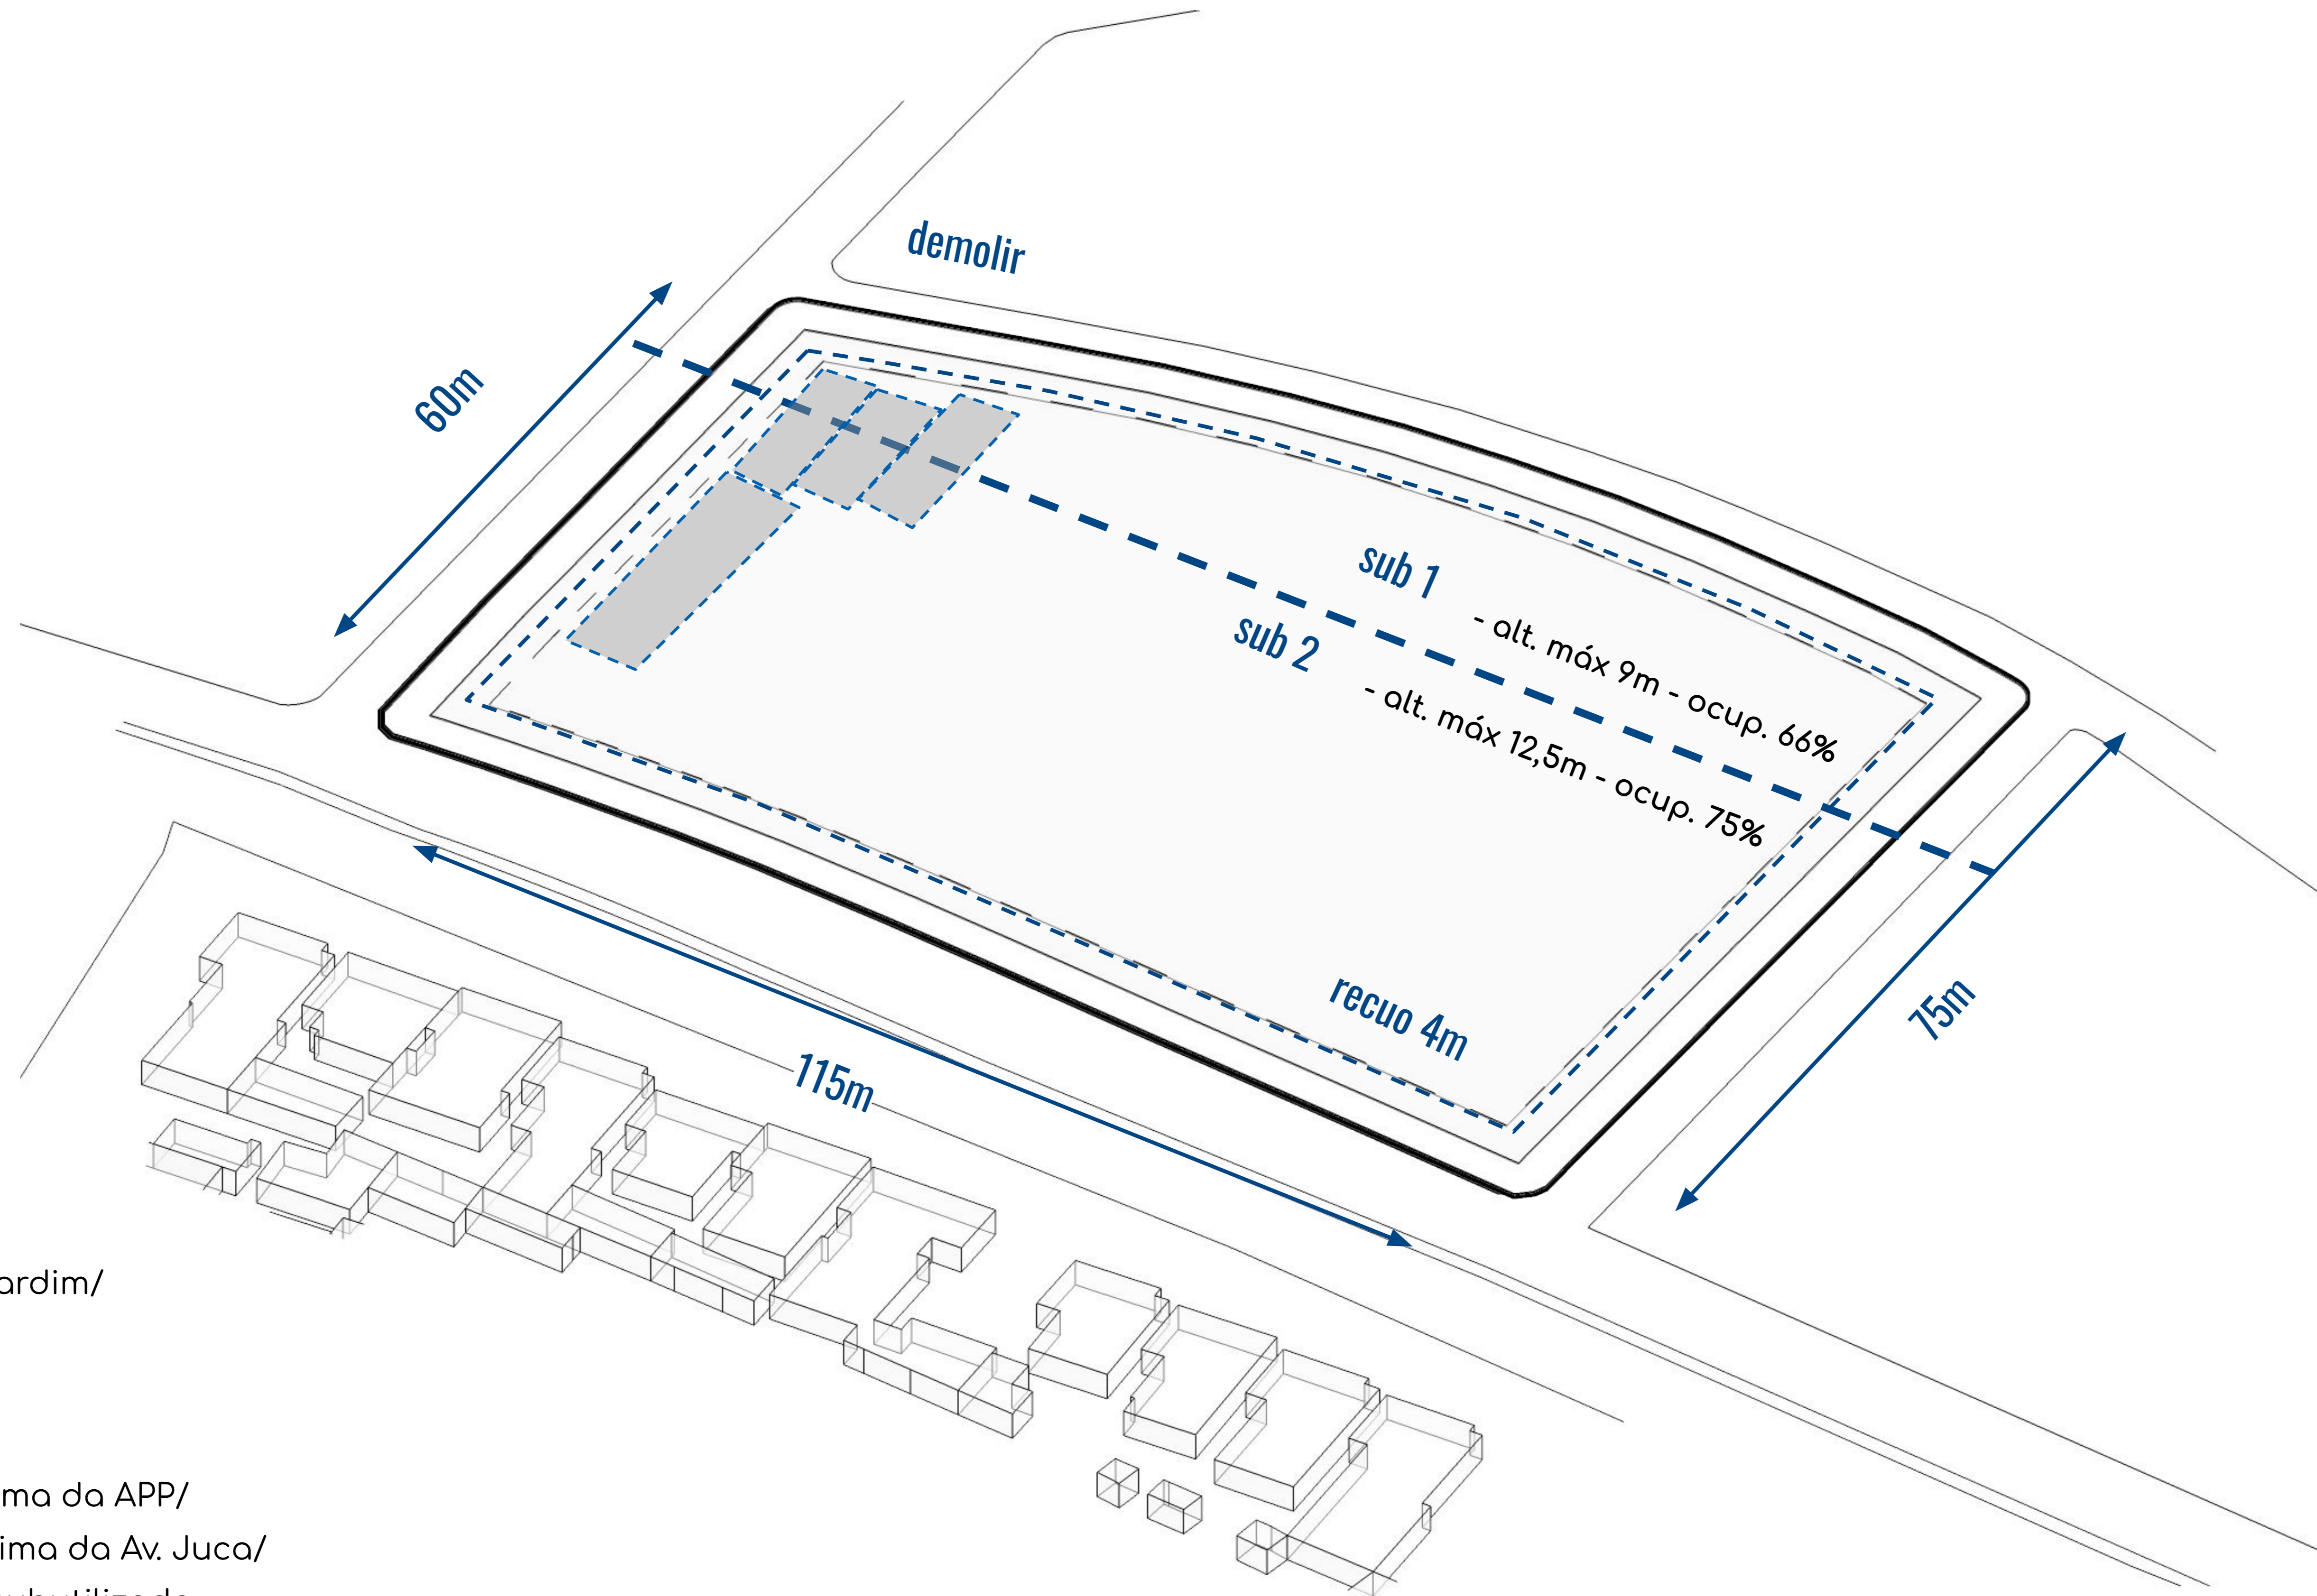 demolir
60m
sub 1
- alt. máx 9m - ocup. 66%
sub 2
- alt. máx 12,5m - ocup. 75%
recuo 4m
75m
115m
ardim/
ma da APP/
ima da Av. Juca/